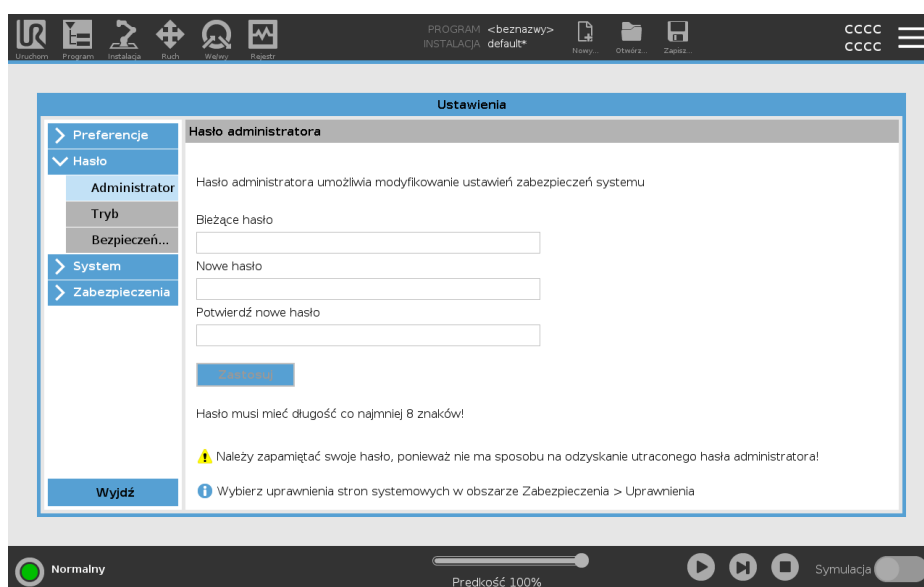 PROGRAM <beznazwy>
INSTALACJA default*
CCCC
CCCC
Uruchom Program Instalacja Ruch We/wy Rejestr Nowy... Otwórz... Zapisz...
Ustawienia
Preferencje
Hasło
Administrator
Tryb
Bezpieczeń...
System
Zabezpieczenia
Wyjdź
Hasło administratora
Hasło administratora umożliwia modyfikowanie ustawień zabezpieczeń systemu
Bieżące hasło
Nowe hasło
Potwierdź nowe hasło
Zastosuj
Hasło musi mieć długość co najmniej 8 znaków!
Należy zapamiętać swoje hasło, ponieważ nie ma sposobu na odzyskanie utraconego hasła administratora!
Wybierz uprawnienia stron systemowych w obszarze Zabezpieczenia > Uprawnienia
Normalny
Prędkość 100%
Symulacja